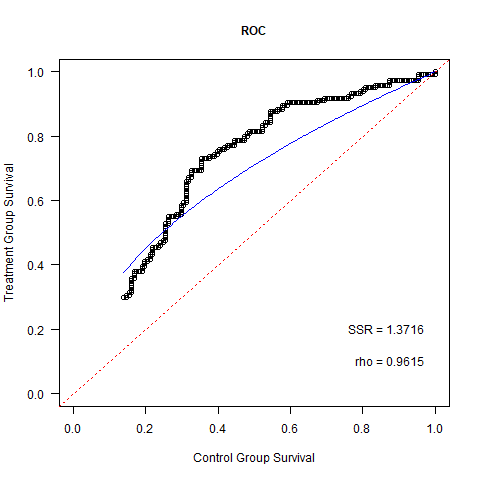 ROC
Treatment Group Survival
1.0
0.8
0.6
0.4
0.2
0.0
SSR = 1.3716
rho = 0.9615
0.0 0.2 0.4 0.6 0.8 1.0
Control Group Survival